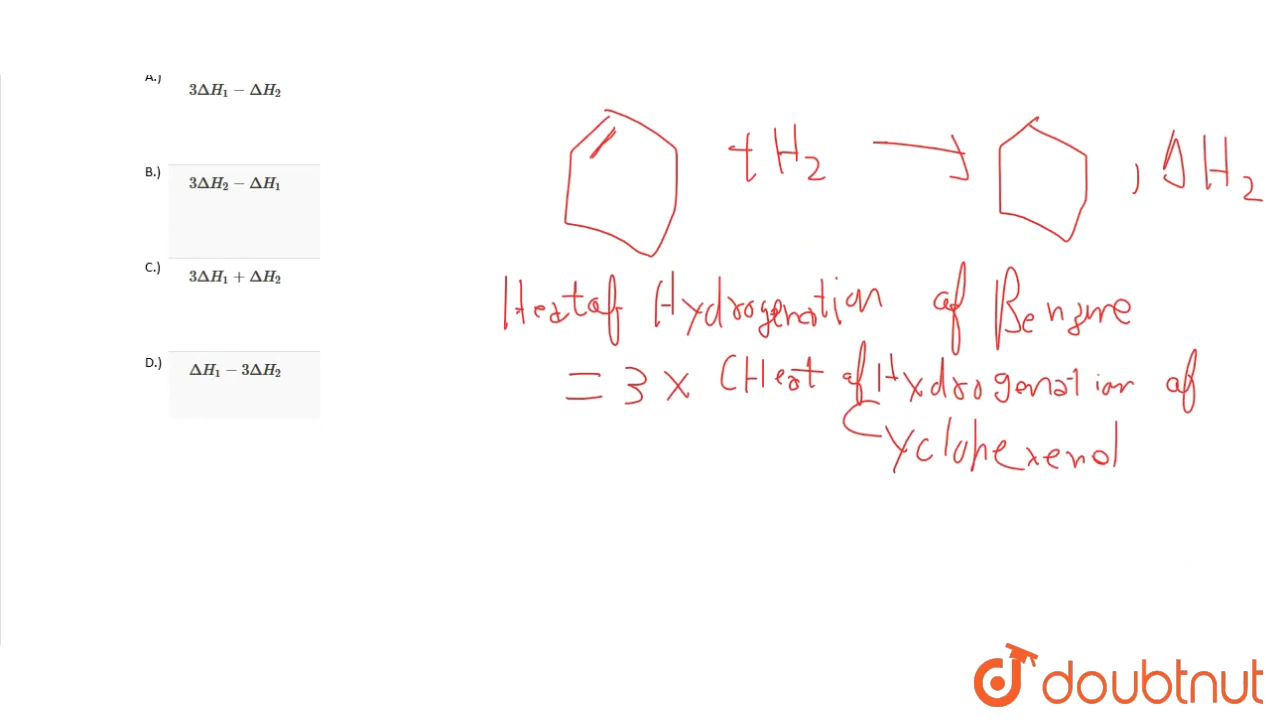 A.) 3ΔH₁ − ΔH₂
B.) 3ΔH₂ − ΔH₁
C.) 3ΔH₁ + ΔH₂
D.) ΔH₁ − 3ΔH₂
+ H₂ → , ΔH₂
Heat of Hydrogenation of Benzene
= 3 × (Heat of Hydrogenation of
Cyclohexenol
doubtnut